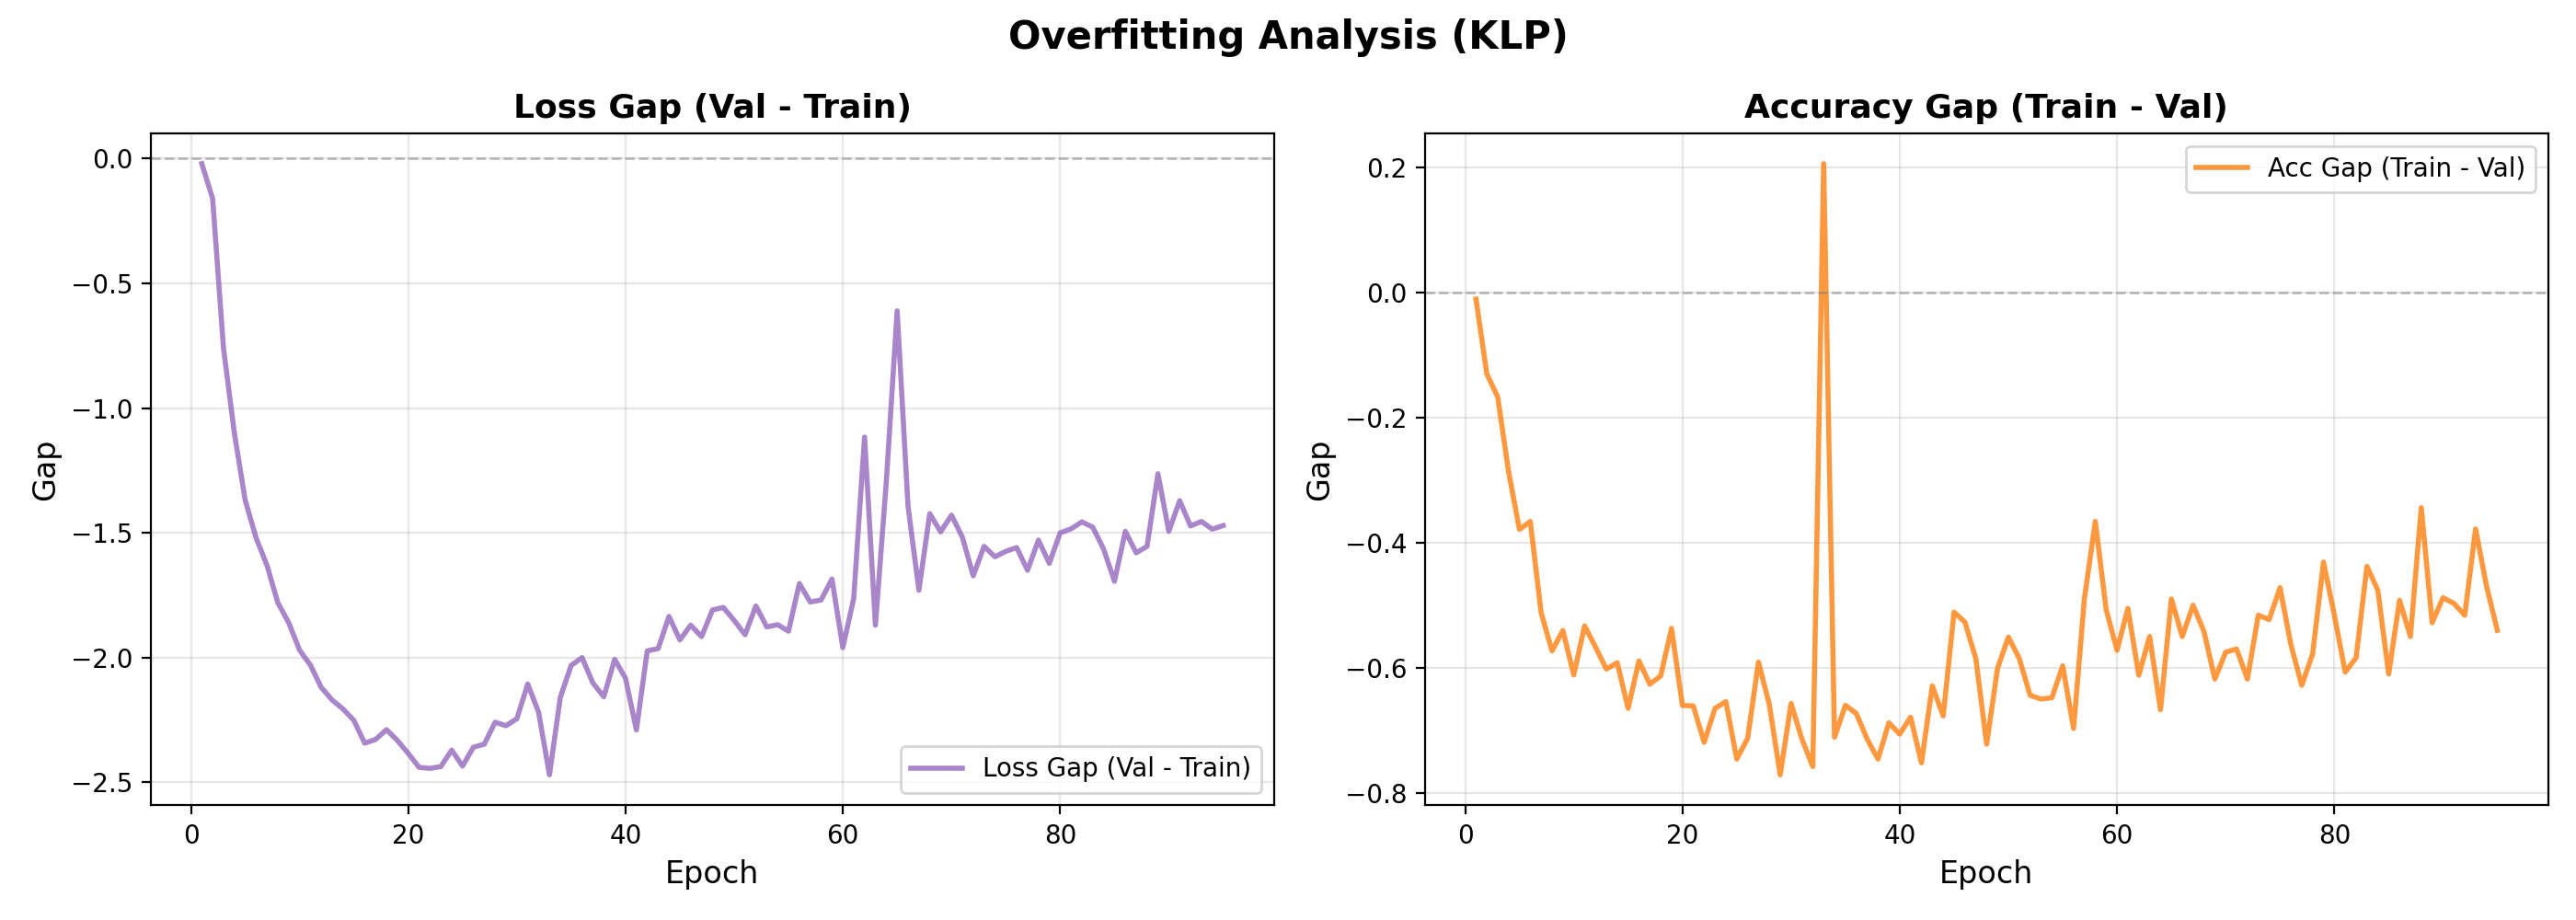 Overfitting Analysis (KLP)
Loss Gap (Val - Train)
0.0
−0.5
−1.0
−1.5
−2.0
−2.5
Gap
0 20 40 60 80
Epoch
Loss Gap (Val - Train)
Accuracy Gap (Train - Val)
0.2
0.0
−0.2
−0.4
−0.6
−0.8
Gap
0 20 40 60 80
Epoch
Acc Gap (Train - Val)